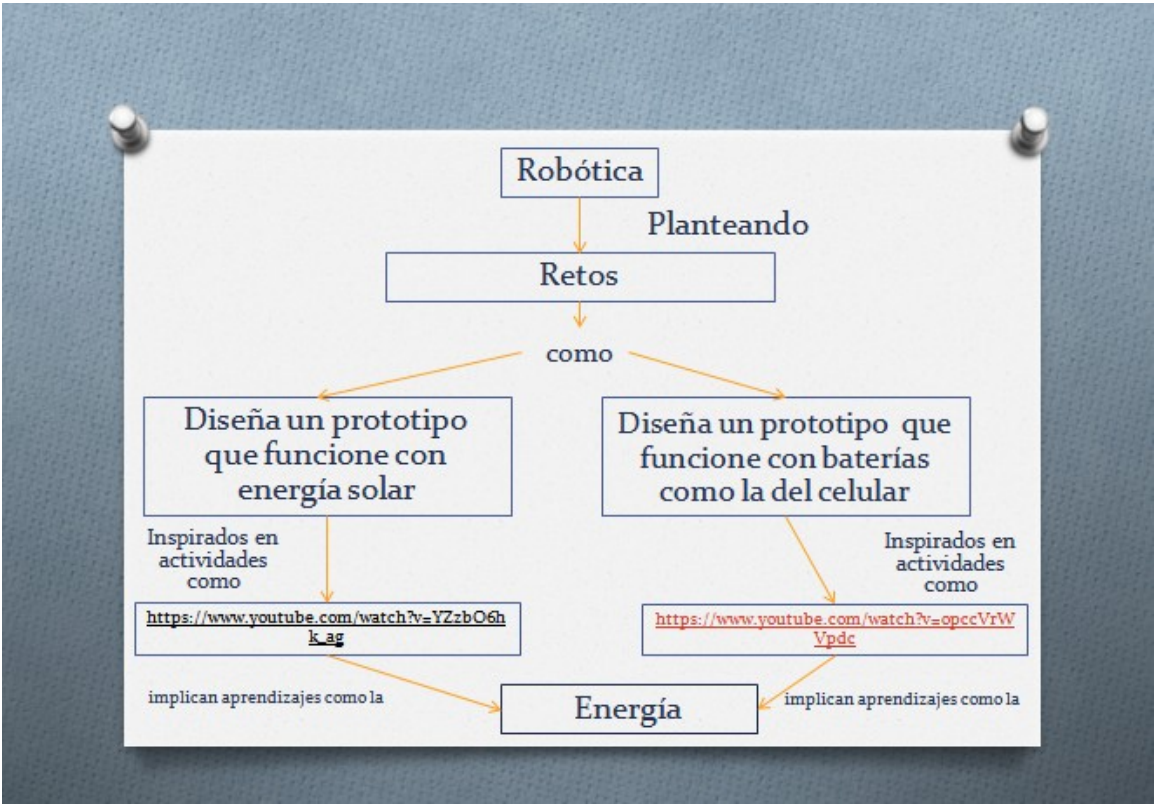 Robótica
Planteando
Retos
como
Diseña un prototipo
que funcione con
energía solar
Diseña un prototipo que
funcione con baterías
como la del celular
Inspirados en
actividades
como
Inspirados en
actividades
como
https://www.youtube.com/watch?v=YZzbO6h
k_ag
https://www.youtube.com/watch?v=opccVrW
Vpdc
implican aprendizajes como la
Energía
implican aprendizajes como la